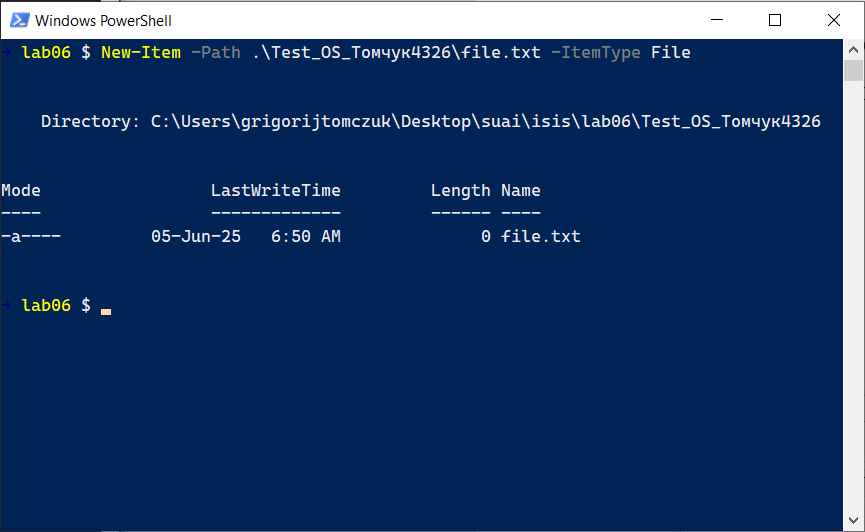 Windows PowerShell
→ lab06 $ New-Item -Path .\Test_OS_Томчук4326\file.txt -ItemType File
Directory: C:\Users\grigorijtomczuk\Desktop\suai\isis\lab06\Test_OS_Томчук4326
Mode                 LastWriteTime         Length Name
----                 -------------         ------ ----
-a----         05-Jun-25   6:50 AM              0 file.txt
→ lab06 $